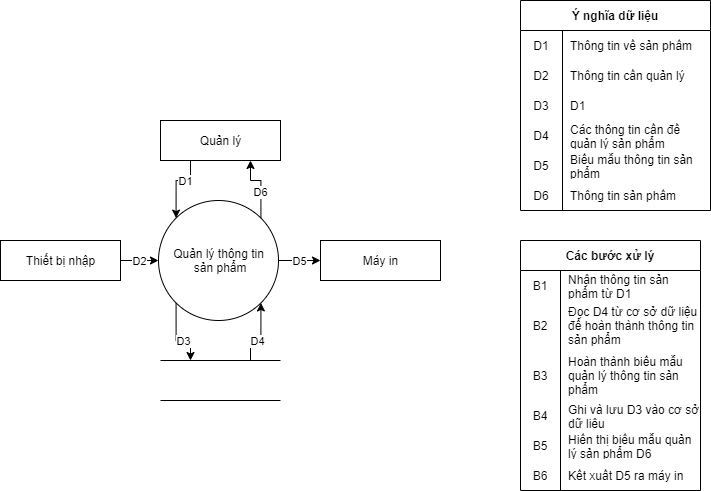 Ý nghĩa dữ liệu
D1 Thông tin về sản phẩm
D2 Thông tin cần quản lý
D3 D1
D4 Các thông tin cần để
quản lý sản phẩm
D5 Biểu mẫu thông tin sản
phẩm
D6 Thông tin sản phẩm
Quản lý
D1
D6
Thiết bị nhập
D2
Quản lý thông tin
sản phẩm
D5
Máy in
D3
D4
Các bước xử lý
B1 Nhận thông tin sản
phẩm từ D1
B2 Đọc D4 từ cơ sở dữ liệu
để hoàn thành thông tin
sản phẩm
B3 Hoàn thành biểu mẫu
quản lý thông tin sản
phẩm
B4 Ghi và lưu D3 vào cơ sở
dữ liệu
B5 Hiển thị biểu mẫu quản
lý sản phẩm D6
B6 Kết xuất D5 ra máy in